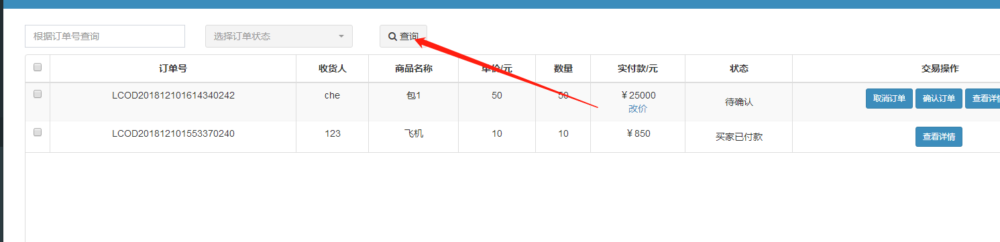 根据订单号查询 选择订单状态 查询
订单号 收货人 商品名称 单价/元 数量 实付款/元 状态 交易操作
LCOD201812101614340242 che 包1 50 50 ￥25000 待确认 取消订单 确认订单 查看详情
改价
LCOD201812101553370240 123 飞机 10 10 ￥850 买家已付款 查看详情